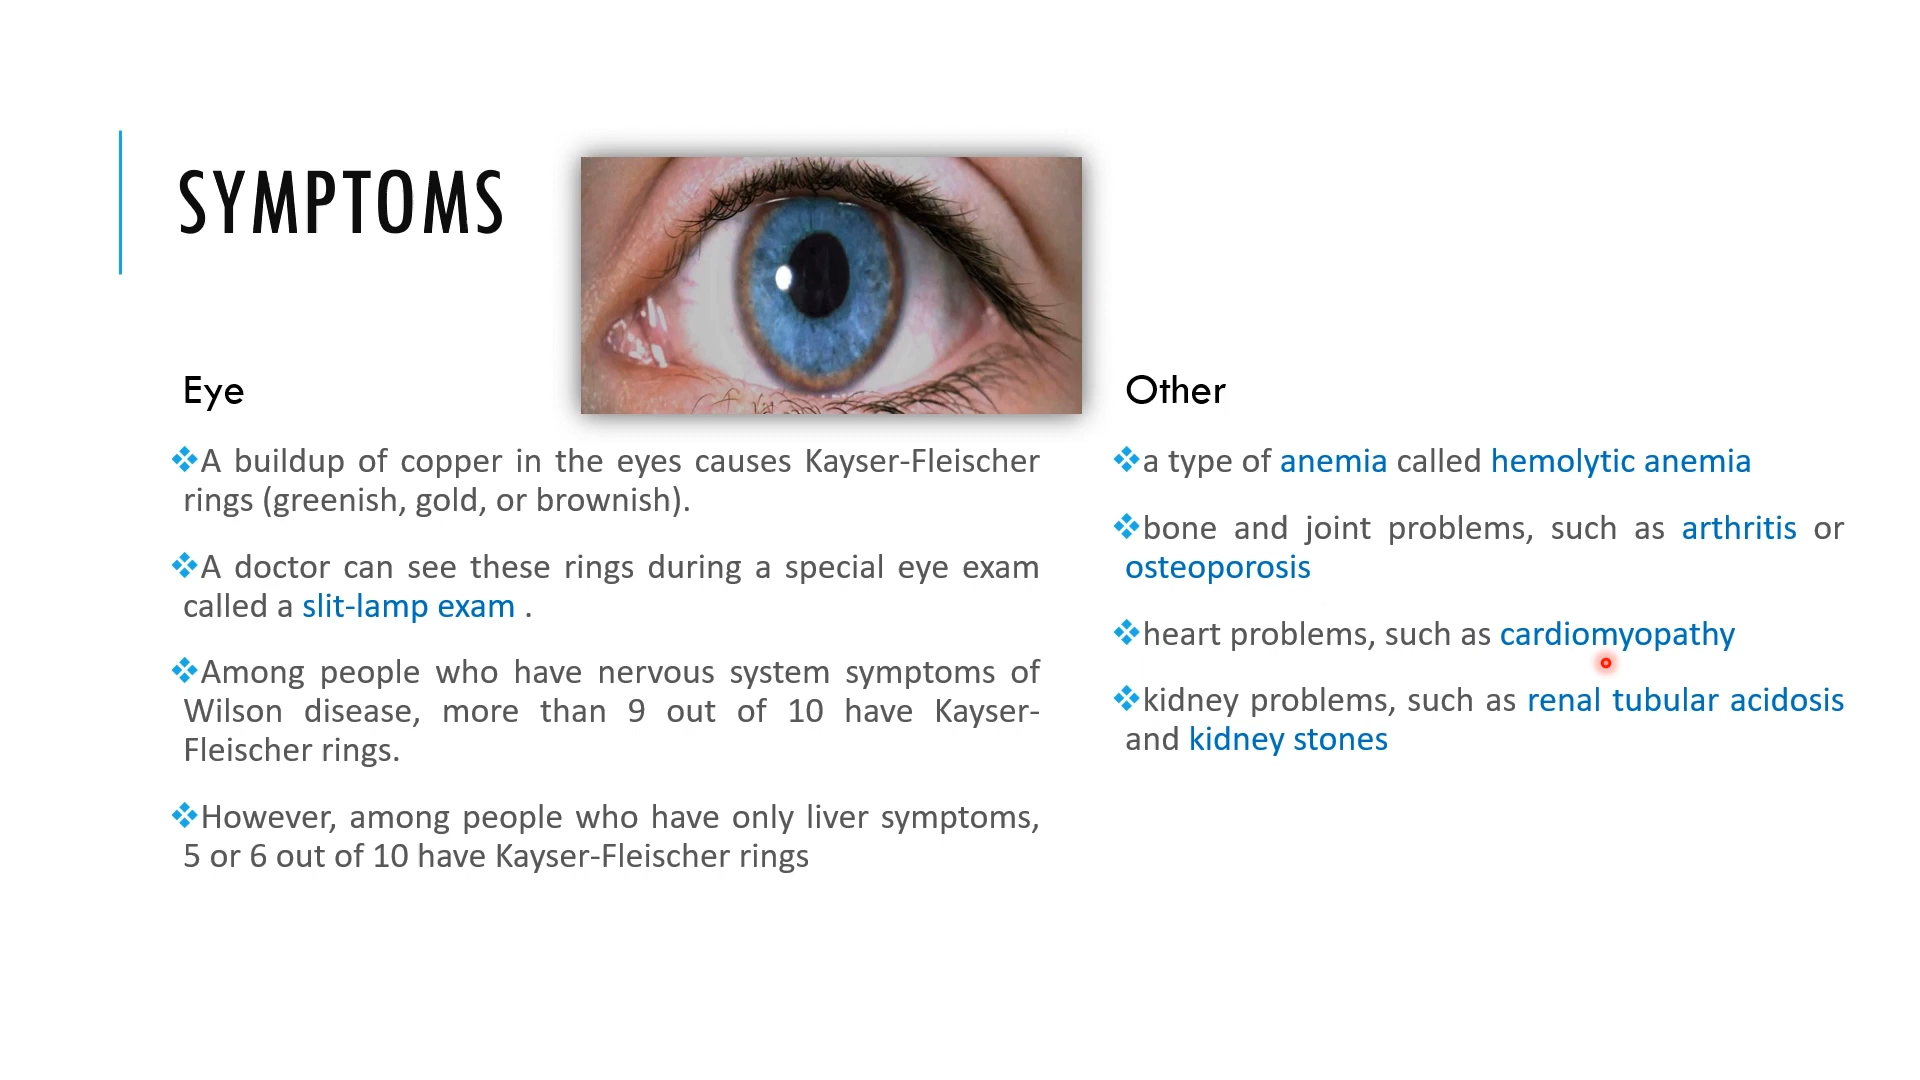 SYMPTOMS
Eye
❖A buildup of copper in the eyes causes Kayser-Fleischer
rings (greenish, gold, or brownish).
❖A doctor can see these rings during a special eye exam
called a slit-lamp exam .
❖Among people who have nervous system symptoms of
Wilson disease, more than 9 out of 10 have Kayser-
Fleischer rings.
❖However, among people who have only liver symptoms,
5 or 6 out of 10 have Kayser-Fleischer rings
Other
❖a type of anemia called hemolytic anemia
❖bone and joint problems, such as arthritis or
osteoporosis
❖heart problems, such as cardiomyopathy
❖kidney problems, such as renal tubular acidosis
and kidney stones